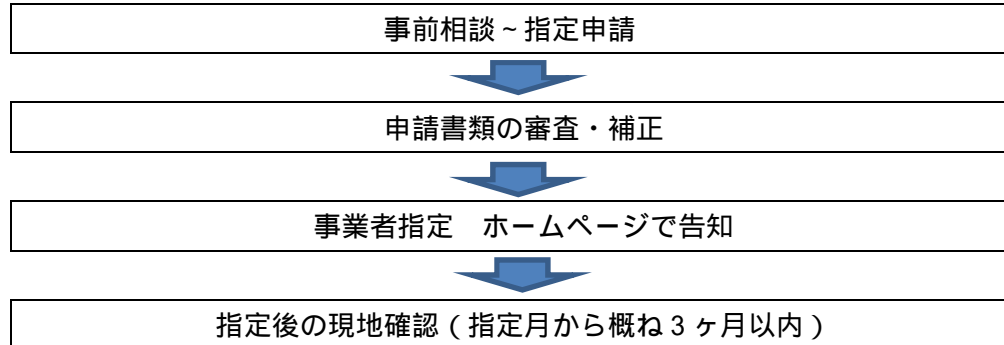 事前相談~指定申請
申請書類の審査・補正
事業者指定　ホームページで告知
指定後の現地確認(指定月から概ね3ヶ月以内)